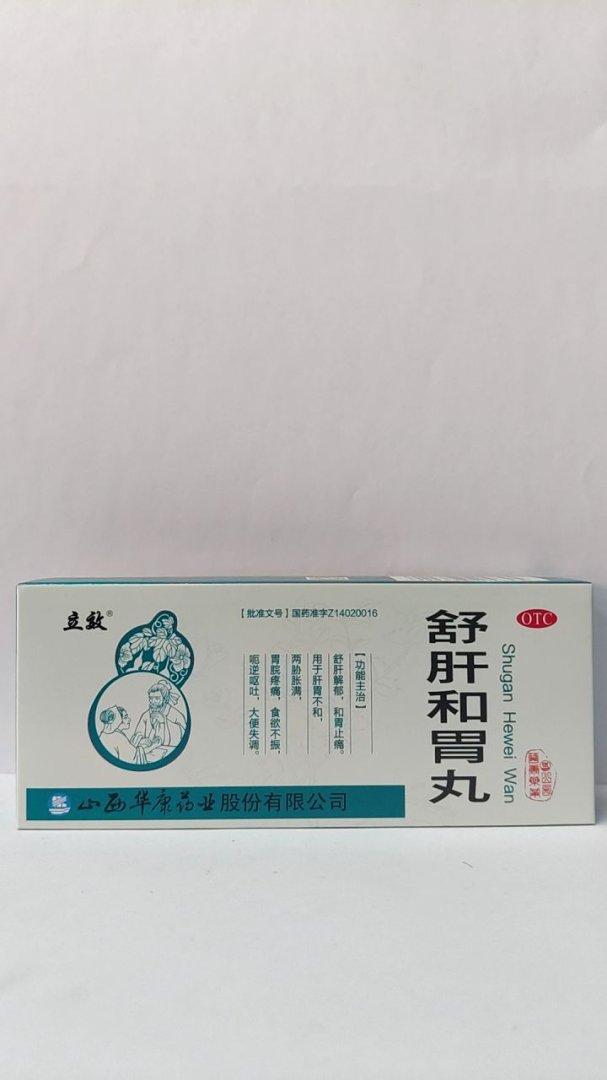 立效®
【批准文号】国药准字Z14020016
【功能主治】
舒肝解郁，和胃止痛。
用于肝胃不和，
两胁胀满，
胃脘疼痛，食欲不振，
呃逆呕吐，大便失调。
舒肝和胃丸
Shugan Hewei Wan
OTC
山西华康药业股份有限公司